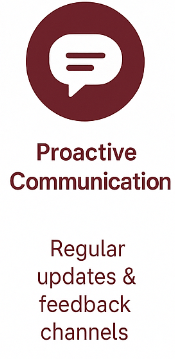 Proactive
Communication
Regular
updates &
feedback
channels